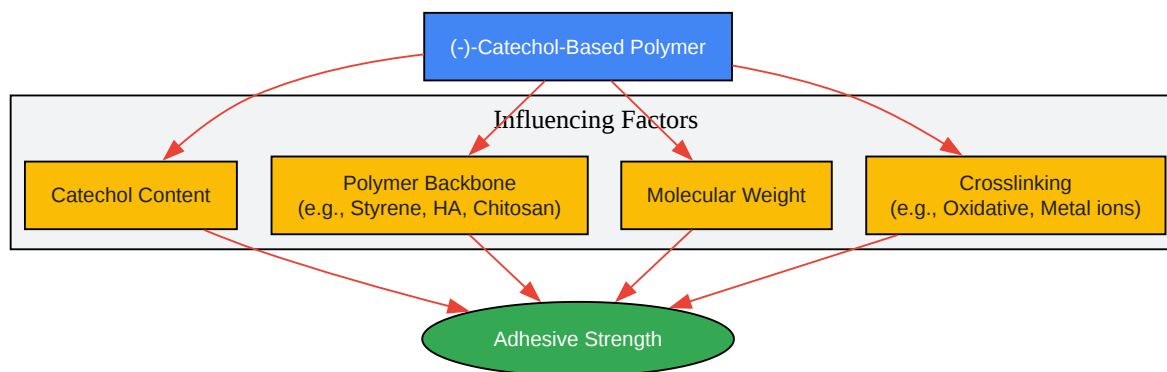 (-)-Catechol-Based Polymer
Influencing Factors
Catechol Content
Polymer Backbone
(e.g., Styrene, HA, Chitosan)
Molecular Weight
Crosslinking
(e.g., Oxidative, Metal ions)
Adhesive Strength